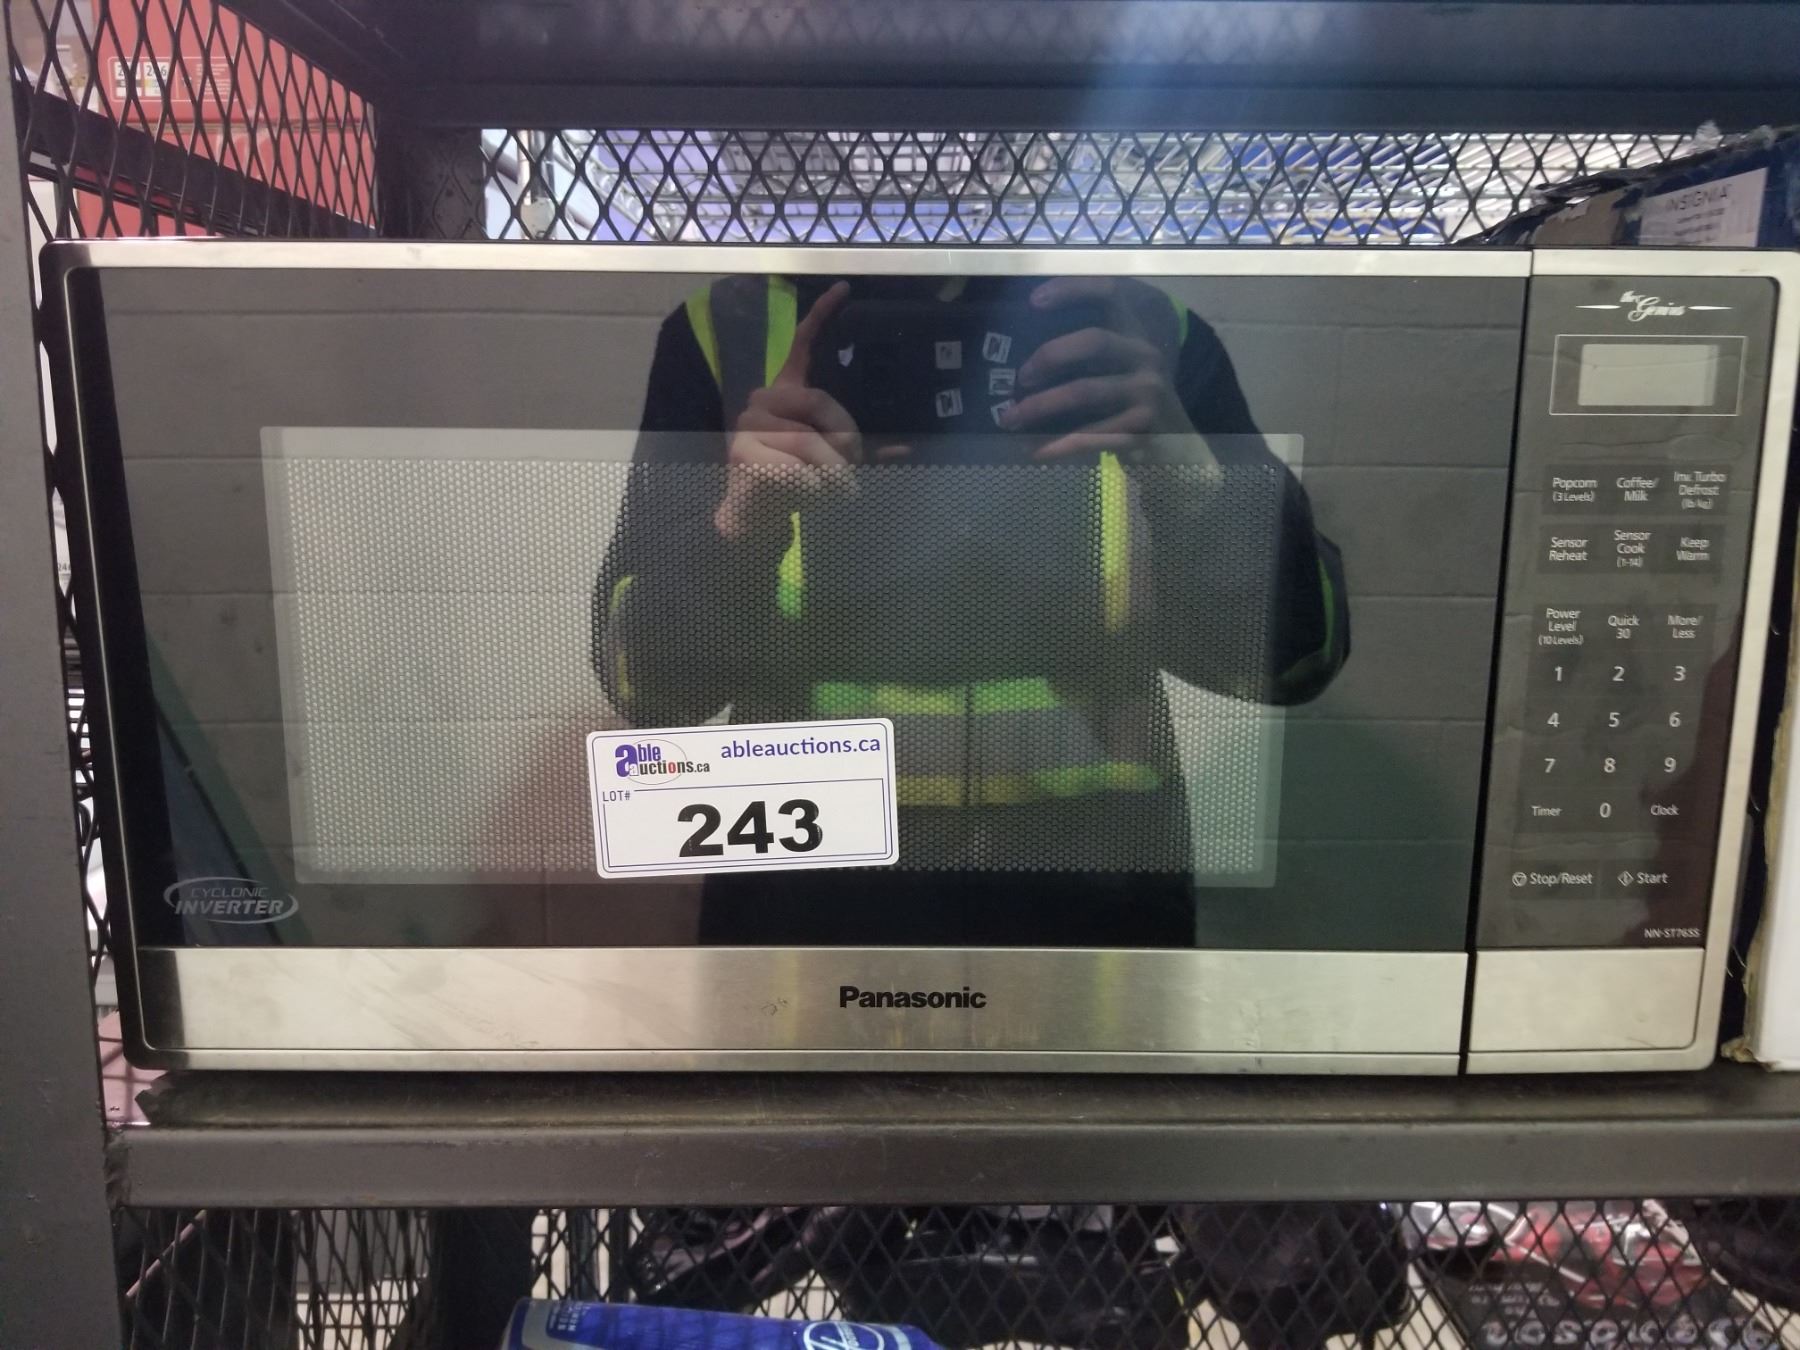 INSIGNIA
the Genius
Popcorn
(3 Levels)
Coffee/
Milk
Inv. Turbo
Defrost
(lb/kg)
Sensor
Reheat
Sensor
Cook
(1-14)
Keep
Warm
Power
Level
(10 Levels)
Quick
30
More/
Less
1 2 3
4 5 6
7 8 9
Timer 0 Clock
Stop/Reset Start
NN-ST765S
able auctions.ca
ableauctions.ca
LOT#
243
CYCLONIC
INVERTER
Panasonic